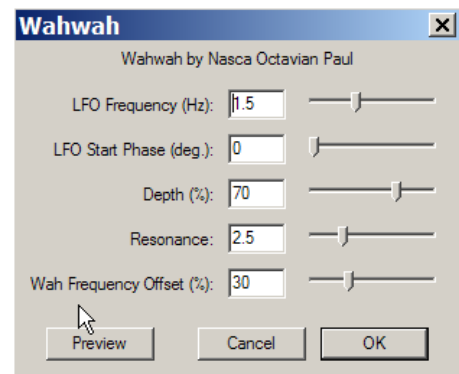 Wahwah
Wahwah by Nasca Octavian Paul
LFO Frequency (Hz): 1.5
LFO Start Phase (deg.): 0
Depth (%): 70
Resonance: 2.5
Wah Frequency Offset (%): 30
Preview Cancel OK